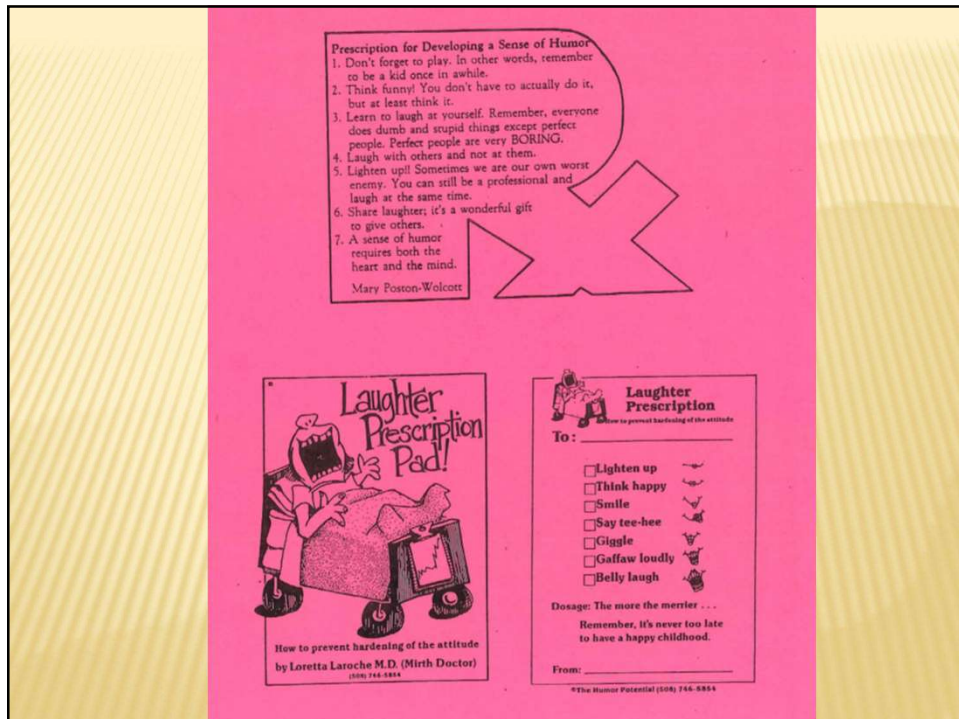 Prescription for Developing a Sense of Humor
1. Don't forget to play. In other words, remember
to be a kid once in awhile.
2. Think funny! You don't have to actually do it,
but at least think it.
3. Learn to laugh at yourself. Remember, everyone
does dumb and stupid things except perfect
people. Perfect people are very BORING.
4. Laugh with others and not at them.
5. Lighten up!! Sometimes we are our own worst
enemy. You can still be a professional and
laugh at the same time.
6. Share laughter; it's a wonderful gift
to give others.
7. A sense of humor
requires both the
heart and the mind.
Mary Poston-Wolcott
Laughter
Prescription
Pad!
How to prevent hardening of the attitude
by Loretta Laroche M.D. (Mirth Doctor)
(508) 746-5854
Laughter
Prescription
How to prevent hardening of the attitude
To:
Lighten up
Think happy
Smile
Say tee-hee
Giggle
Gaffaw loudly
Belly laugh
Dosage: The more the merrier . . .
Remember, it's never too late
to have a happy childhood.
From:
©The Humor Potential (508) 746-5854